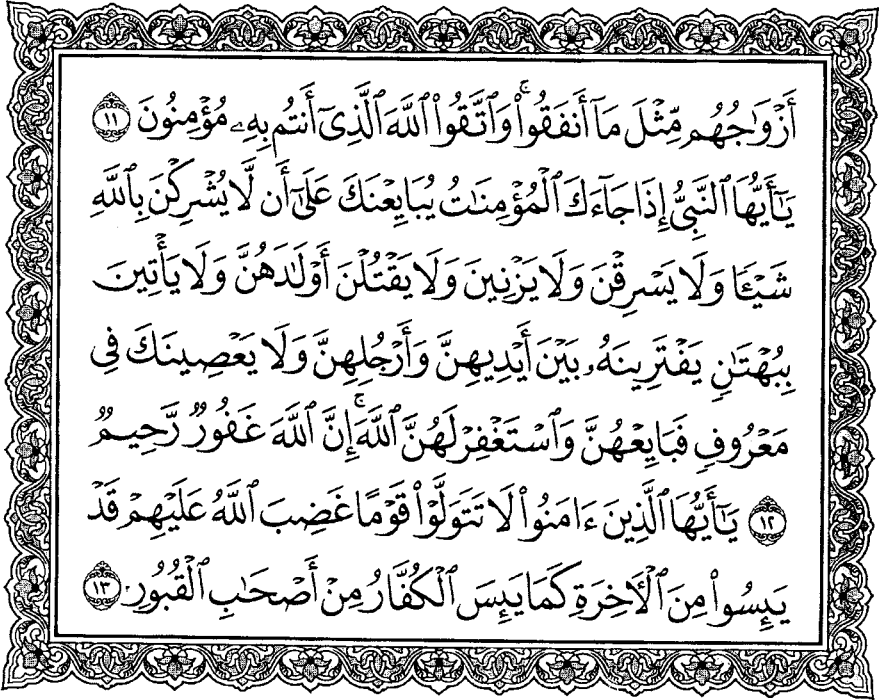 أَزْوَٰجُهُم مِّثْلَ مَآ أَنفَقُوا۟ ۚ وَٱتَّقُوا۟ ٱللَّهَ ٱلَّذِىٓ أَنتُم بِهِۦ مُؤْمِنُونَ ١١
يَـٰٓأَيُّهَا ٱلنَّبِىُّ إِذَا جَآءَكَ ٱلْمُؤْمِنَـٰتُ يُبَايِعْنَكَ عَلَىٰٓ أَن لَّا يُشْرِكْنَ بِٱللَّهِ
شَيْـًٔا وَلَا يَسْرِقْنَ وَلَا يَزْنِينَ وَلَا يَقْتُلْنَ أَوْلَـٰدَهُنَّ وَلَا يَأْتِينَ
بِبُهْتَـٰنٍ يَفْتَرِينَهُۥ بَيْنَ أَيْدِيهِنَّ وَأَرْجُلِهِنَّ وَلَا يَعْصِينَكَ فِى
مَعْرُوفٍ فَبَايِعْهُنَّ وَٱسْتَغْفِرْ لَهُنَّ ٱللَّهَ ۚ إِنَّ ٱللَّهَ غَفُورٌ رَّحِيمٌ
١٢ يَـٰٓأَيُّهَا ٱلَّذِينَ ءَامَنُوا۟ لَا تَتَوَلَّوْا۟ قَوْمًا غَضِبَ ٱللَّهُ عَلَيْهِمْ قَدْ
يَئِسُوا۟ مِنَ ٱلْـَٔاخِرَةِ كَمَا يَئِسَ ٱلْكُفَّارُ مِنْ أَصْحَـٰبِ ٱلْقُبُورِ ١٣